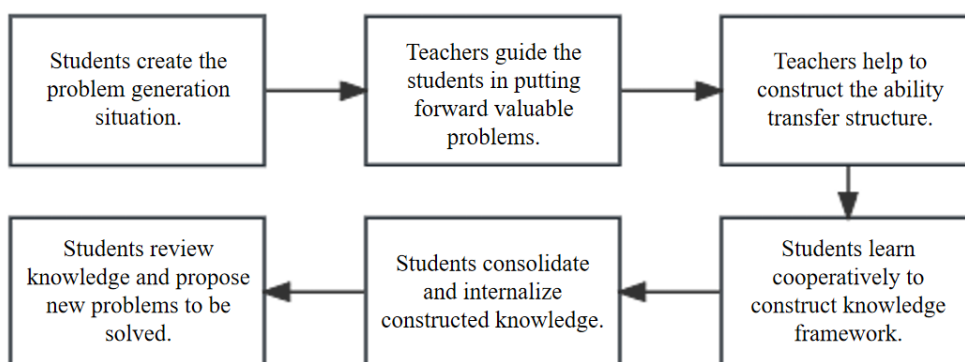 Students create the
problem generation
situation.
Teachers guide the
students in putting
forward valuable
problems.
Teachers help to
construct the ability
transfer structure.
Students learn
cooperatively to
construct knowledge
framework.
Students consolidate
and internalize
constructed knowledge.
Students review
knowledge and propose
new problems to be
solved.